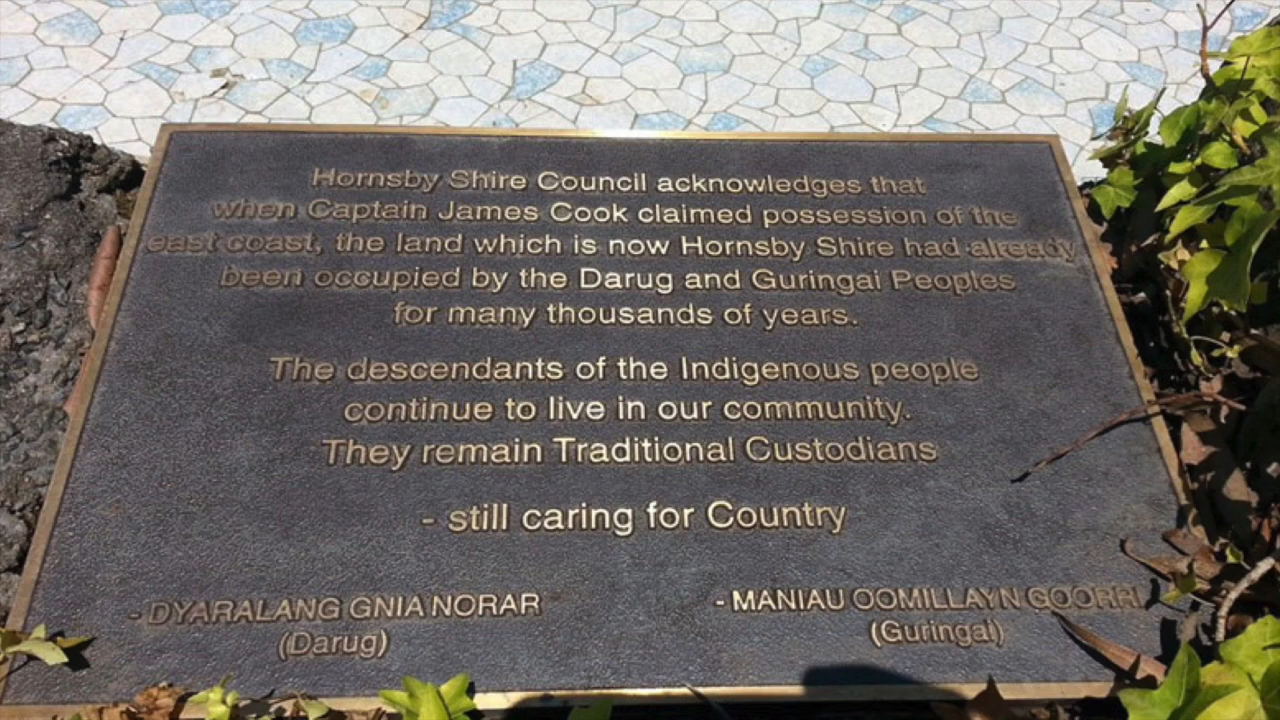 Hornsby Shire Council acknowledges that
when Captain James Cook claimed possession of the
east coast, the land which is now Hornsby Shire had already
been occupied by the Darug and Guringai Peoples
for many thousands of years.
The descendants of the Indigenous people
continue to live in our community.
They remain Traditional Custodians
- still caring for Country
- DYARALANG GNIA NORAR
(Darug)
- MANIAU OOMILLAYN GOORRI
(Guringai)